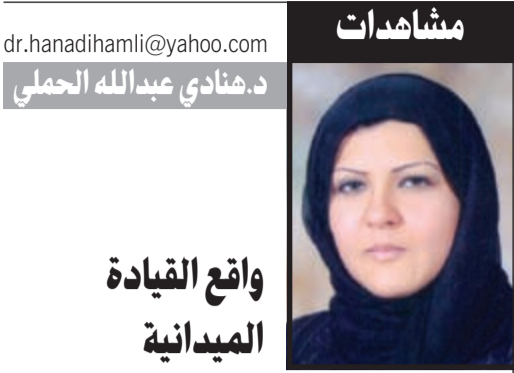 مشاهدات
dr.hanadihamli@yahoo.com
د.هنادي عبدالله الحملي
واقع القيادة
الميدانية